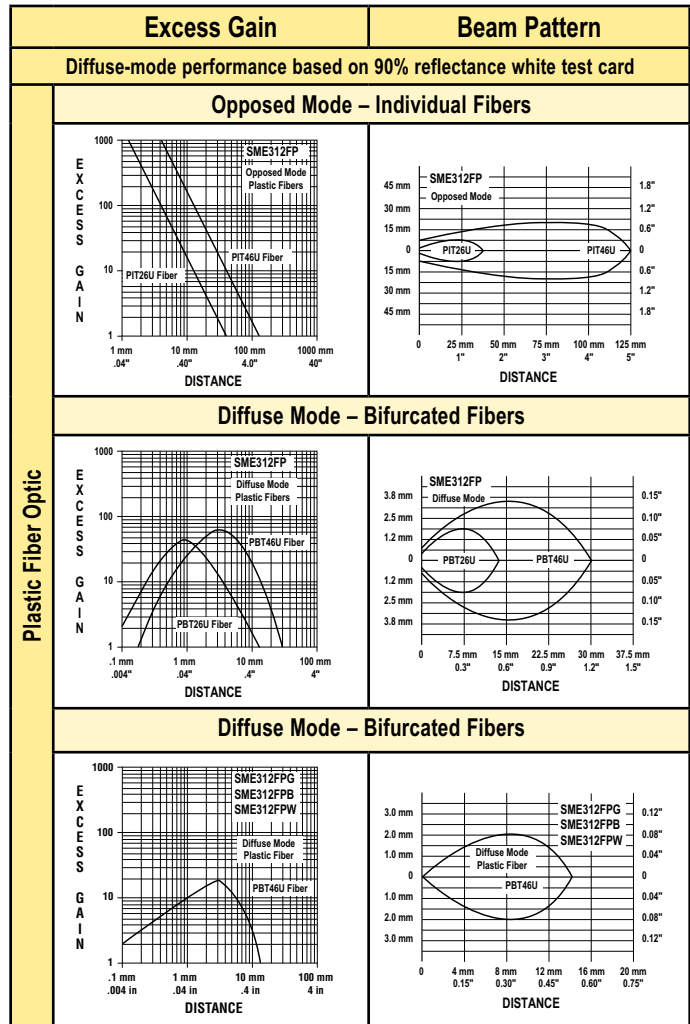 Excess Gain
Beam Pattern
Diffuse-mode performance based on 90% reflectance white test card
Plastic Fiber Optic
Opposed Mode – Individual Fibers
EXCESS GAIN
1000
100
10
1
SME312FP
Opposed Mode
Plastic Fibers
PIT46U Fiber
PIT26U Fiber
1 mm 10 mm 100 mm 1000 mm
.04" .40" 4.0" 40"
DISTANCE
SME312FP
Opposed Mode
45 mm
30 mm
15 mm
0
15 mm
30 mm
45 mm
1.8"
1.2"
0.6"
0
0.6"
1.2"
1.8"
PIT26U
PIT46U
0 25 mm 50 mm 75 mm 100 mm 125 mm
1" 2" 3" 4" 5"
DISTANCE
Diffuse Mode – Bifurcated Fibers
EXCESS GAIN
1000
100
10
1
SME312FP
Diffuse Mode
Plastic Fibers
PBT46U Fiber
PBT26U Fiber
.1 mm 1 mm 10 mm 100 mm
.004" .04" .4" 4"
DISTANCE
SME312FP
Diffuse Mode
3.8 mm
2.5 mm
1.2 mm
0
1.2 mm
2.5 mm
3.8 mm
0.15"
0.10"
0.05"
0
0.05"
0.10"
0.15"
PBT26U
PBT46U
0 7.5 mm 15 mm 22.5 mm 30 mm 37.5 mm
0.3" 0.6" 0.9" 1.2" 1.5"
DISTANCE
Diffuse Mode – Bifurcated Fibers
EXCESS GAIN
1000
100
10
1
SME312FPG
SME312FPB
SME312FPW
Diffuse Mode
Plastic Fiber
PBT46U Fiber
.1 mm 1 mm 10 mm 100 mm
.004 in .04 in .4 in 4 in
DISTANCE
SME312FPG
SME312FPB
SME312FPW
3.0 mm
2.0 mm
1.0 mm
0
1.0 mm
2.0 mm
3.0 mm
0.12"
0.08"
0.04"
0
0.04"
0.08"
0.12"
Diffuse Mode
Plastic Fiber
PBT46U
0 4 mm 8 mm 12 mm 16 mm 20 mm
0.15" 0.30" 0.45" 0.60" 0.75"
DISTANCE